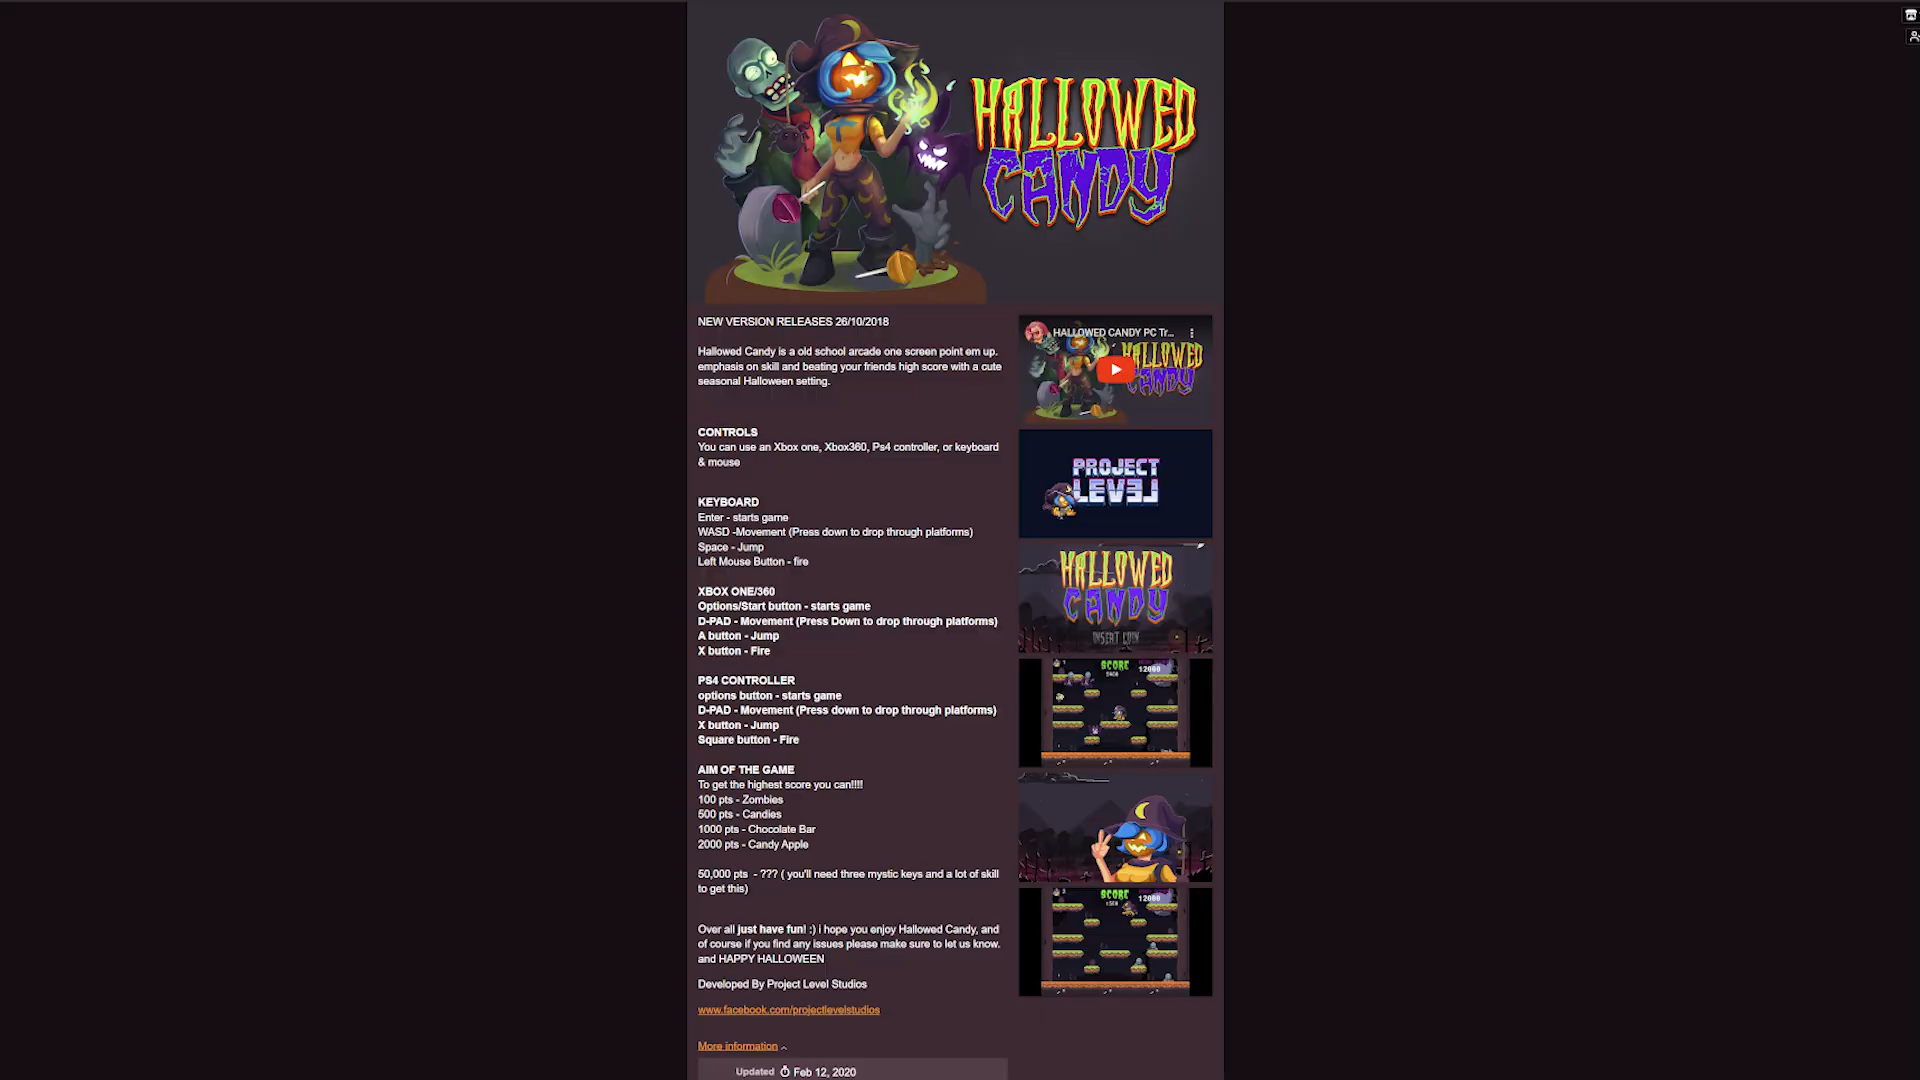 HALLOWED
CANDY
NEW VERSION RELEASES 26/10/2018
Hallowed Candy is a old school arcade one screen point em up.
emphasis on skill and beating your friends high score with a cute
seasonal Halloween setting.
CONTROLS
You can use an Xbox one, Xbox360, Ps4 controller, or keyboard
& mouse
KEYBOARD
Enter - starts game
WASD -Movement (Press down to drop through platforms)
Space - Jump
Left Mouse Button - fire
XBOX ONE/360
Options/Start button - starts game
D-PAD - Movement (Press Down to drop through platforms)
A button - Jump
X button - Fire
PS4 CONTROLLER
options button - starts game
D-PAD - Movement (Press down to drop through platforms)
X button - Jump
Square button - Fire
AIM OF THE GAME
To get the highest score you can!!!!
100 pts - Zombies
500 pts - Candies
1000 pts - Chocolate Bar
2000 pts - Candy Apple
50,000 pts - ??? ( you'll need three mystic keys and a lot of skill
to get this)
Over all just have fun! :) i hope you enjoy Hallowed Candy, and
of course if you find any issues please make sure to let us know.
and HAPPY HALLOWEEN
Developed By Project Level Studios
www.facebook.com/projectlevelstudios
More information
Updated Feb 12, 2020
HALLOWED CANDY PC Tr...
HALLOWED
CANDY
PROJECT
LEVEL
HALLOWED
CANDY
INSERT COIN
SCORE
12000
SCORE
12000